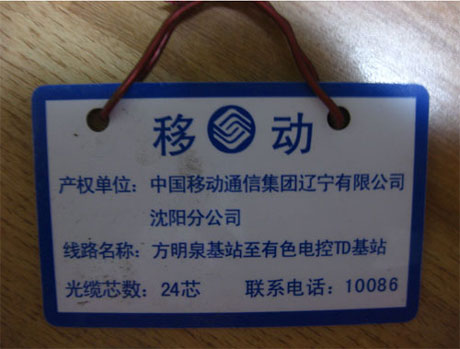 移动
产权单位：中国移动通信集团辽宁有限公司
沈阳分公司
线路名称：方明泉基站至有色电控TD基站
光缆芯数：24芯 联系电话：10086